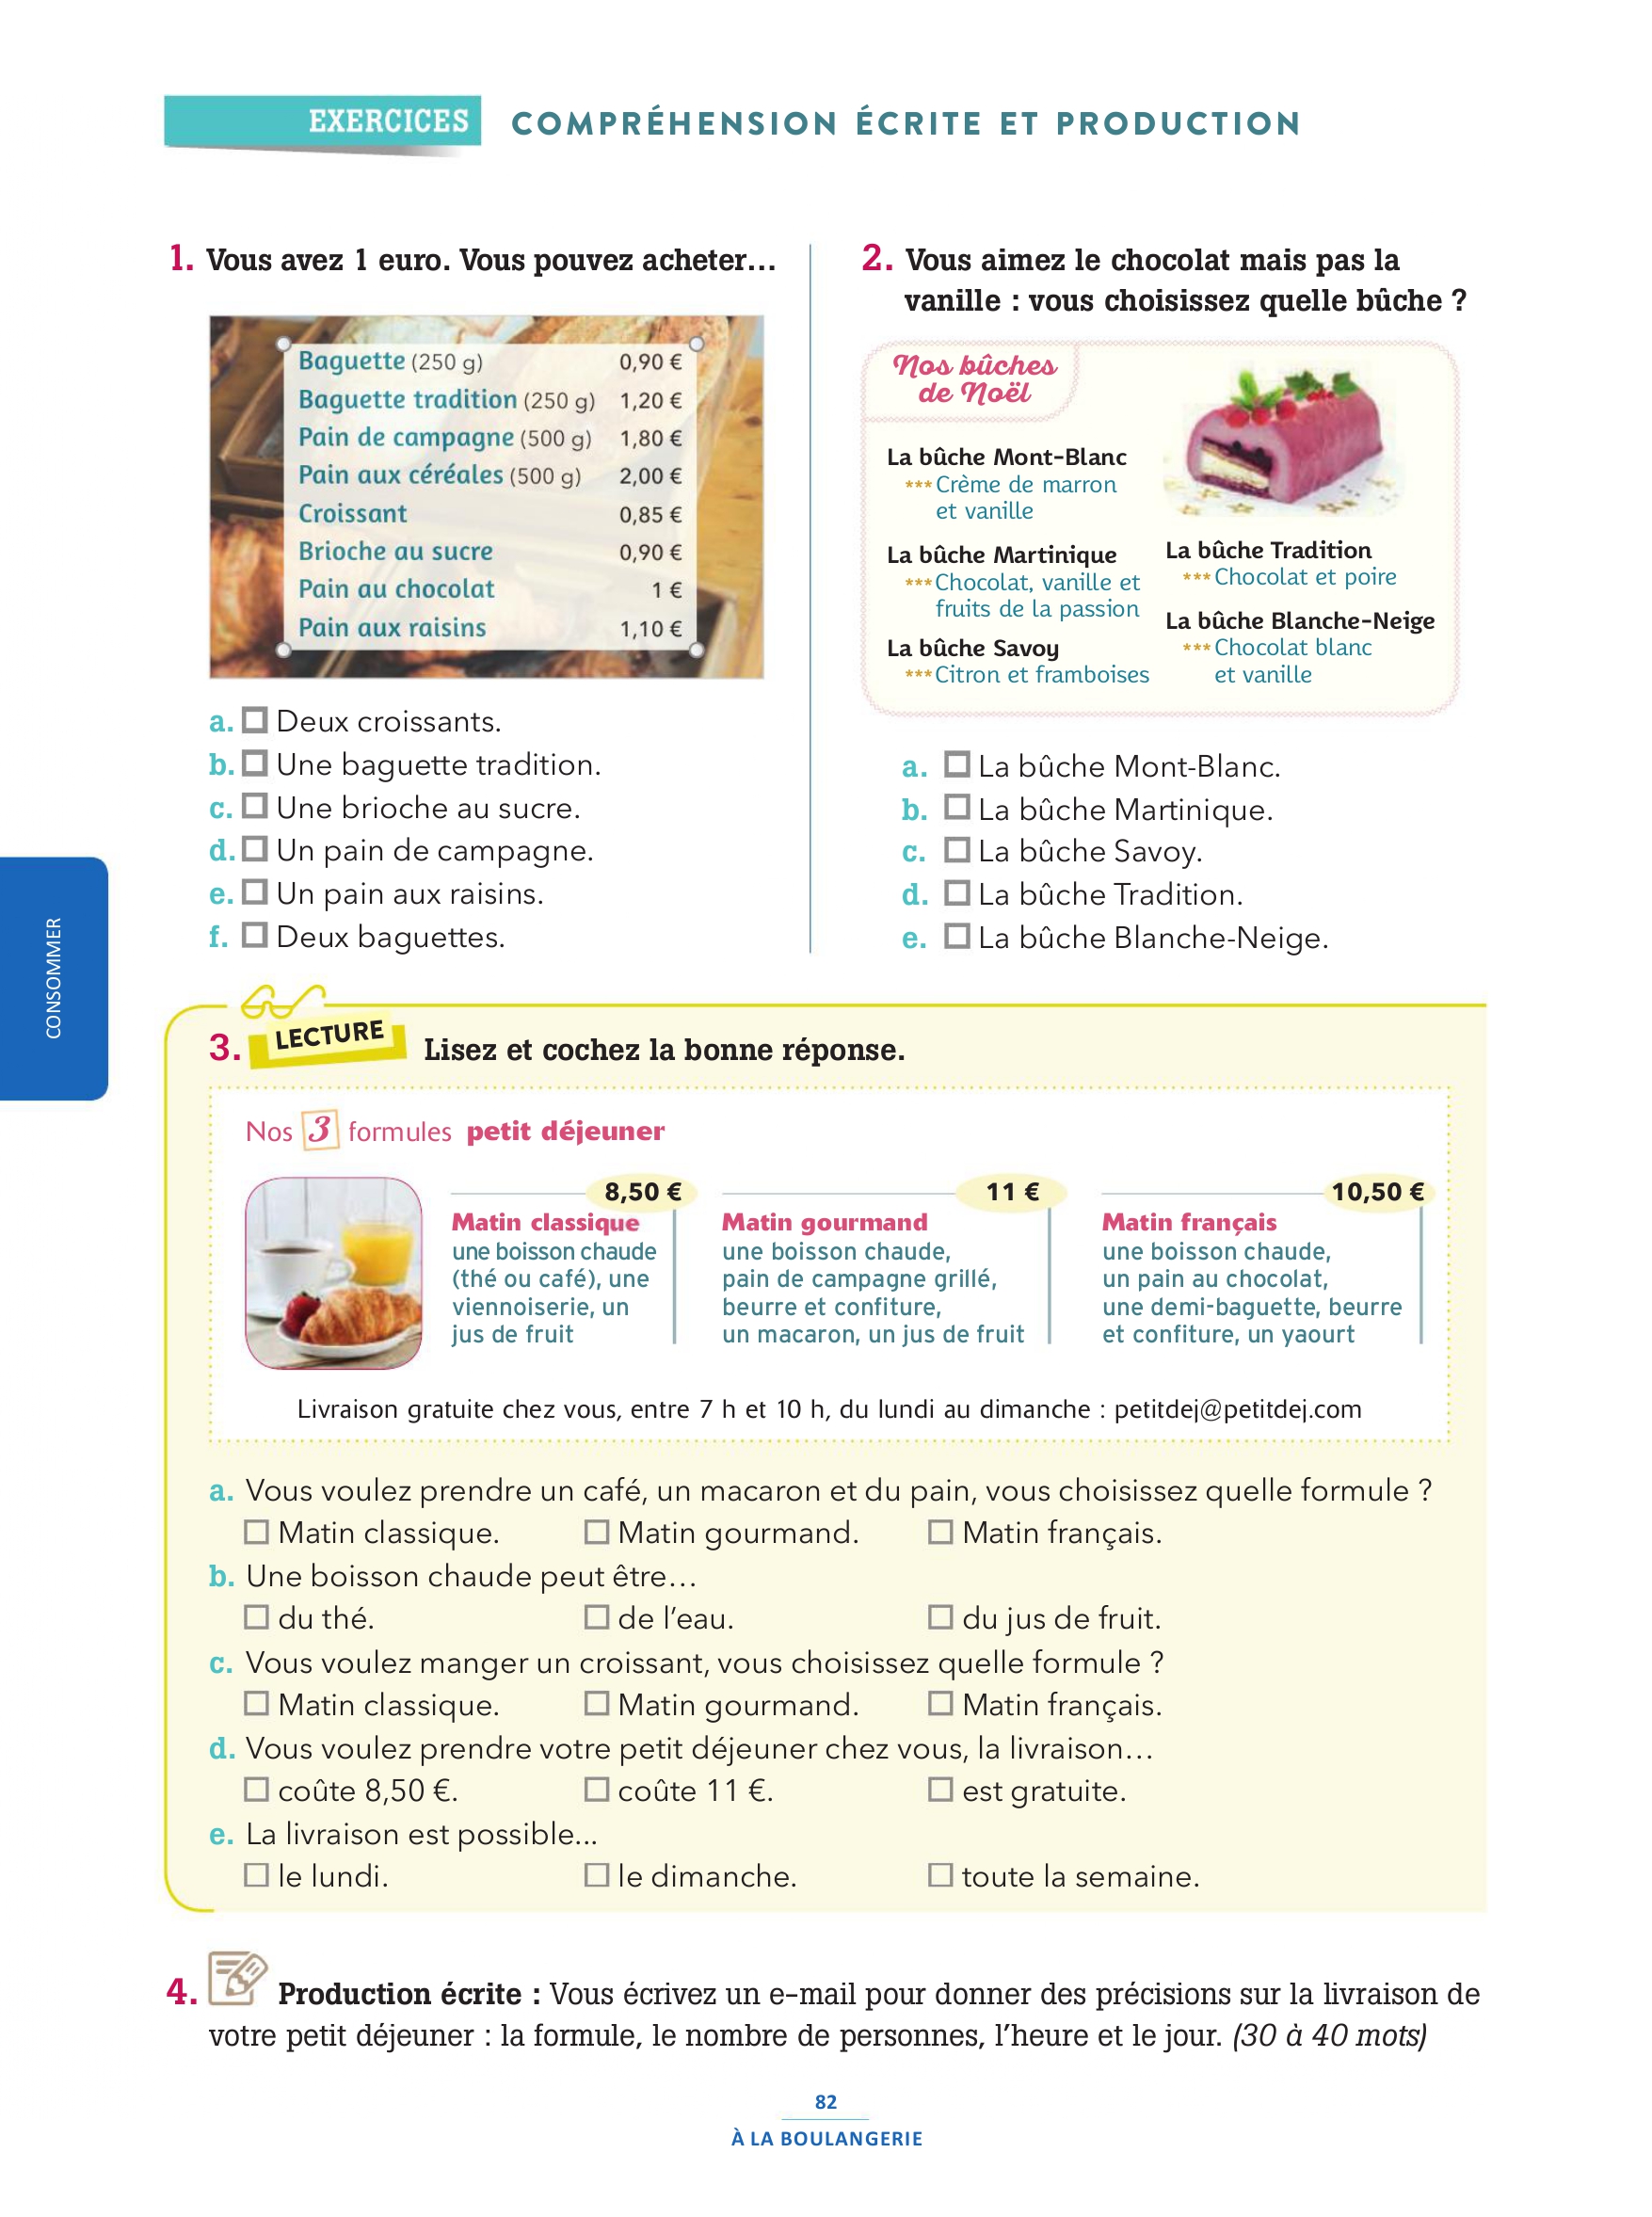 EXERCICES COMPRÉHENSION ÉCRITE ET PRODUCTION
1. Vous avez 1 euro. Vous pouvez acheter...
Baguette (250 g) 0,90 €
Baguette tradition (250 g) 1,20 €
Pain de campagne (500 g) 1,80 €
Pain aux céréales (500 g) 2,00 €
Croissant 0,85 €
Brioche au sucre 0,90 €
Pain au chocolat 1 €
Pain aux raisins 1,10 €
a. Deux croissants.
b. Une baguette tradition.
c. Une brioche au sucre.
d. Un pain de campagne.
e. Un pain aux raisins.
f. Deux baguettes.
2. Vous aimez le chocolat mais pas la
vanille : vous choisissez quelle bûche ?
Nos bûches
de Noël
La bûche Mont-Blanc
***Crème de marron
et vanille
La bûche Martinique
***Chocolat, vanille et
fruits de la passion
La bûche Savoy
***Citron et framboises
La bûche Tradition
***Chocolat et poire
La bûche Blanche-Neige
***Chocolat blanc
et vanille
a. La bûche Mont-Blanc.
b. La bûche Martinique.
c. La bûche Savoy.
d. La bûche Tradition.
e. La bûche Blanche-Neige.
CONSOMMER
3. LECTURE Lisez et cochez la bonne réponse.
Nos 3 formules petit déjeuner
8,50 €
Matin classique
une boisson chaude
(thé ou café), une
viennoiserie, un
jus de fruit
11 €
Matin gourmand
une boisson chaude,
pain de campagne grillé,
beurre et confiture,
un macaron, un jus de fruit
10,50 €
Matin français
une boisson chaude,
un pain au chocolat,
une demi-baguette, beurre
et confiture, un yaourt
Livraison gratuite chez vous, entre 7 h et 10 h, du lundi au dimanche : petitdej@petitdej.com
a. Vous voulez prendre un café, un macaron et du pain, vous choisissez quelle formule ?
Matin classique. Matin gourmand. Matin français.
b. Une boisson chaude peut être...
du thé. de l'eau. du jus de fruit.
c. Vous voulez manger un croissant, vous choisissez quelle formule ?
Matin classique. Matin gourmand. Matin français.
d. Vous voulez prendre votre petit déjeuner chez vous, la livraison...
coûte 8,50 €. coûte 11 €. est gratuite.
e. La livraison est possible...
le lundi. le dimanche. toute la semaine.
4. Production écrite : Vous écrivez un e-mail pour donner des précisions sur la livraison de
votre petit déjeuner : la formule, le nombre de personnes, l'heure et le jour. (30 à 40 mots)
82
À LA BOULANGERIE